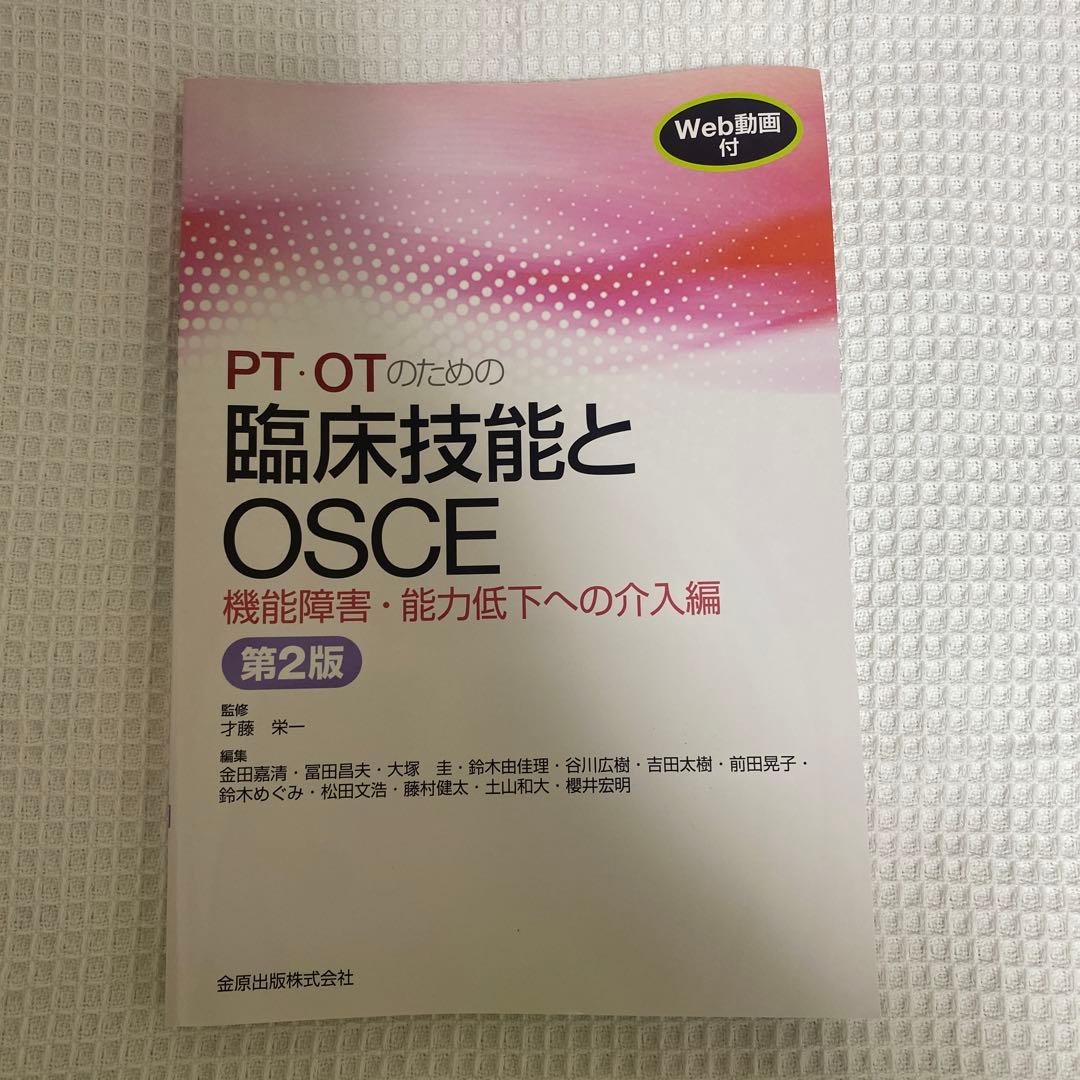 Web動画
付
PT・OTのための
臨床技能と
OSCE
機能障害・能力低下への介入編
第2版
監修
才藤　栄一
編集
金田嘉清・冨田昌夫・大塚　圭・鈴木由佳理・谷川広樹・吉田太樹・前田晃子・
鈴木めぐみ・松田文浩・藤村健太・土山和大・櫻井宏明
金原出版株式会社